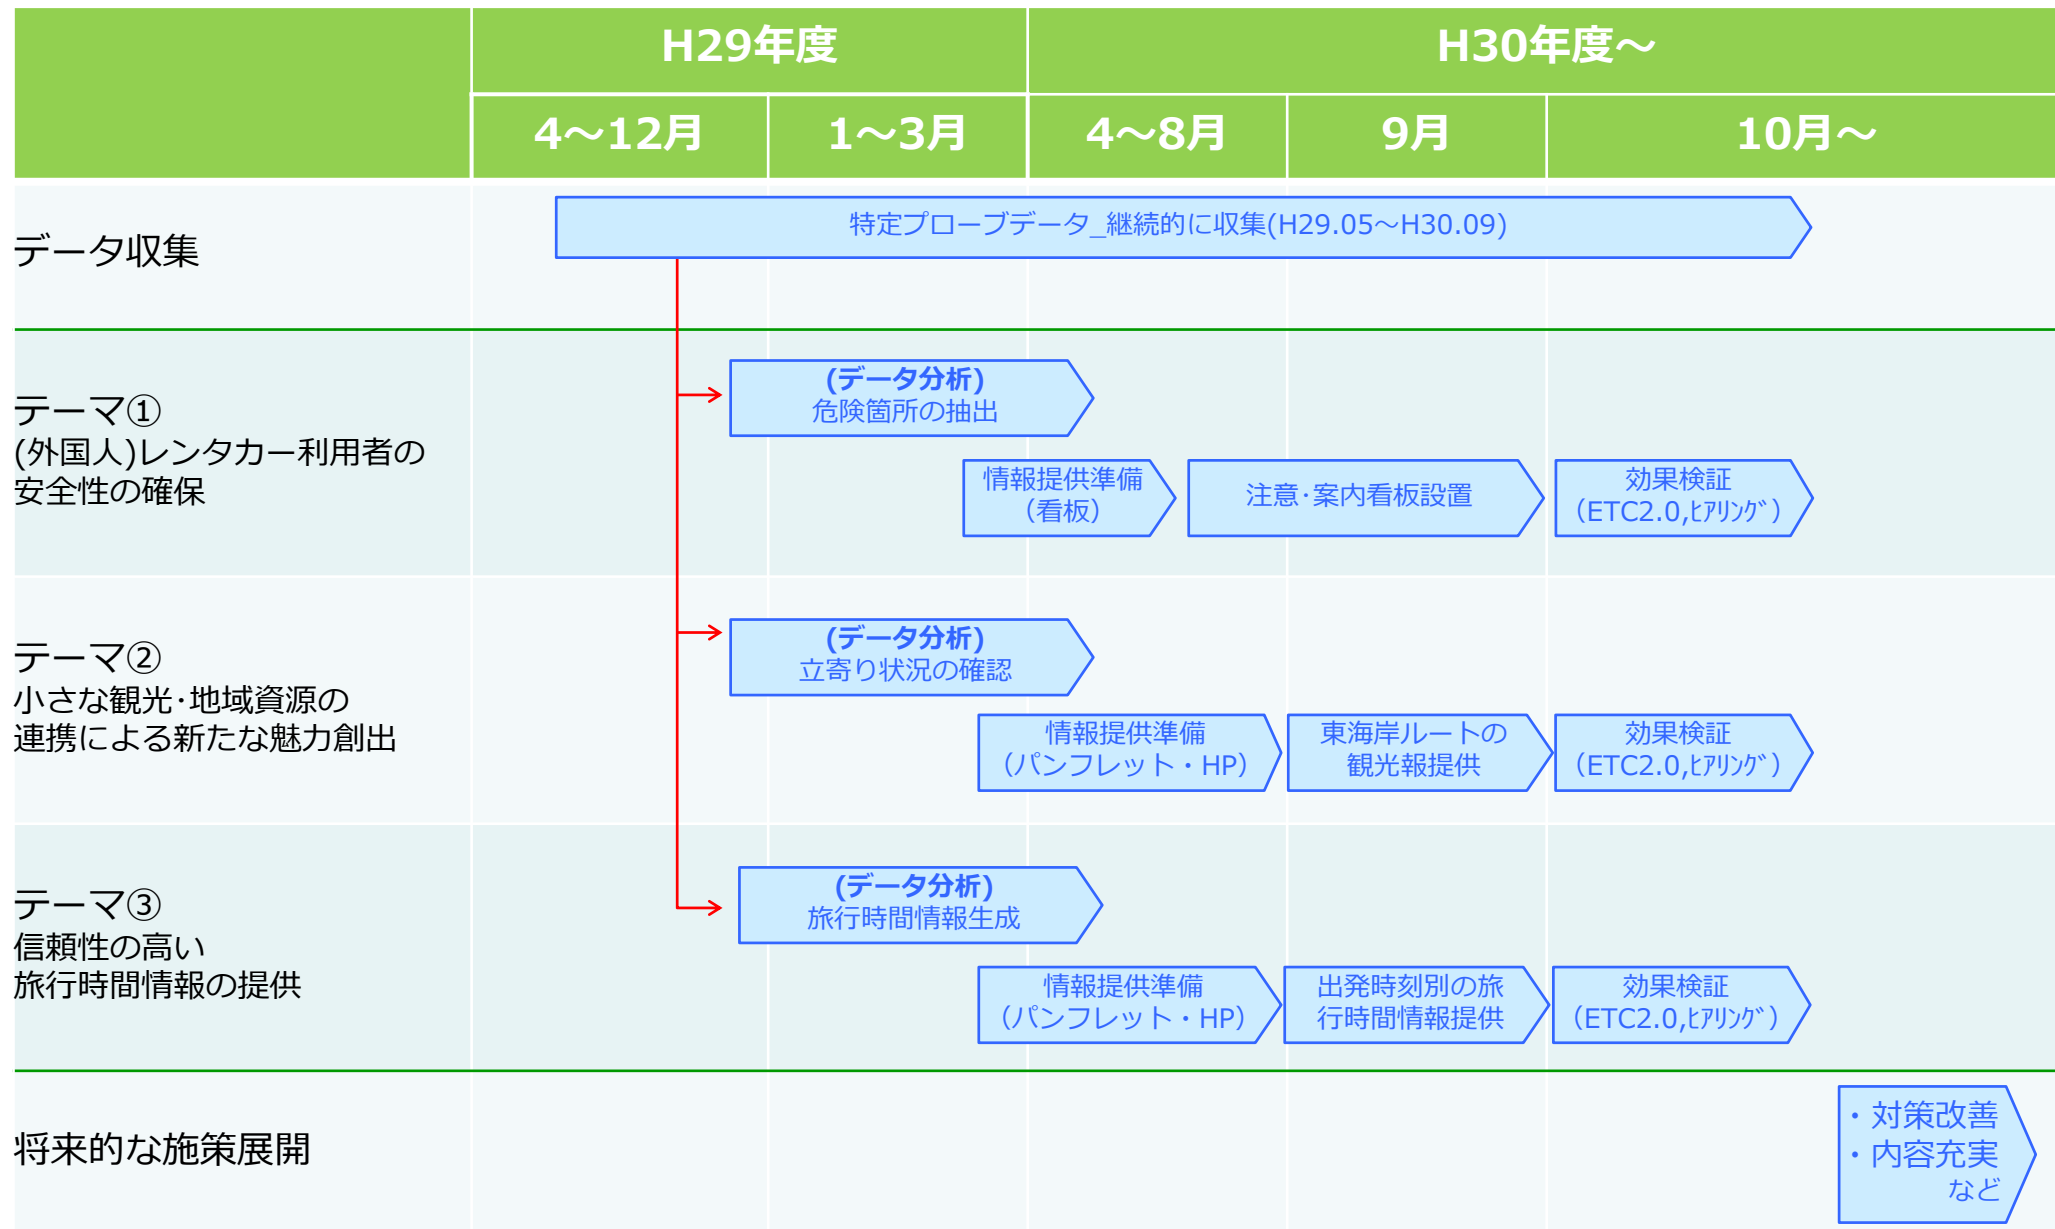 H29年度
H30年度～
4～12月
1～3月
4～8月
9月
10月～
データ収集
特定プローブデータ_継続的に収集(H29.05～H30.09)
テーマ①
(外国人)レンタカー利用者の
安全性の確保
(データ分析)
危険箇所の抽出
情報提供準備
（看板）
注意･案内看板設置
効果検証
（ETC2.0,ﾋｱﾘﾝｸﾞ）
テーマ②
小さな観光･地域資源の
連携による新たな魅力創出
(データ分析)
立寄り状況の確認
情報提供準備
（パンフレット・HP）
東海岸ルートの
観光報提供
効果検証
（ETC2.0,ﾋｱﾘﾝｸﾞ）
テーマ③
信頼性の高い
旅行時間情報の提供
(データ分析)
旅行時間情報生成
情報提供準備
（パンフレット・HP）
出発時刻別の旅
行時間情報提供
効果検証
（ETC2.0,ﾋｱﾘﾝｸﾞ）
将来的な施策展開
・対策改善
・内容充実
など